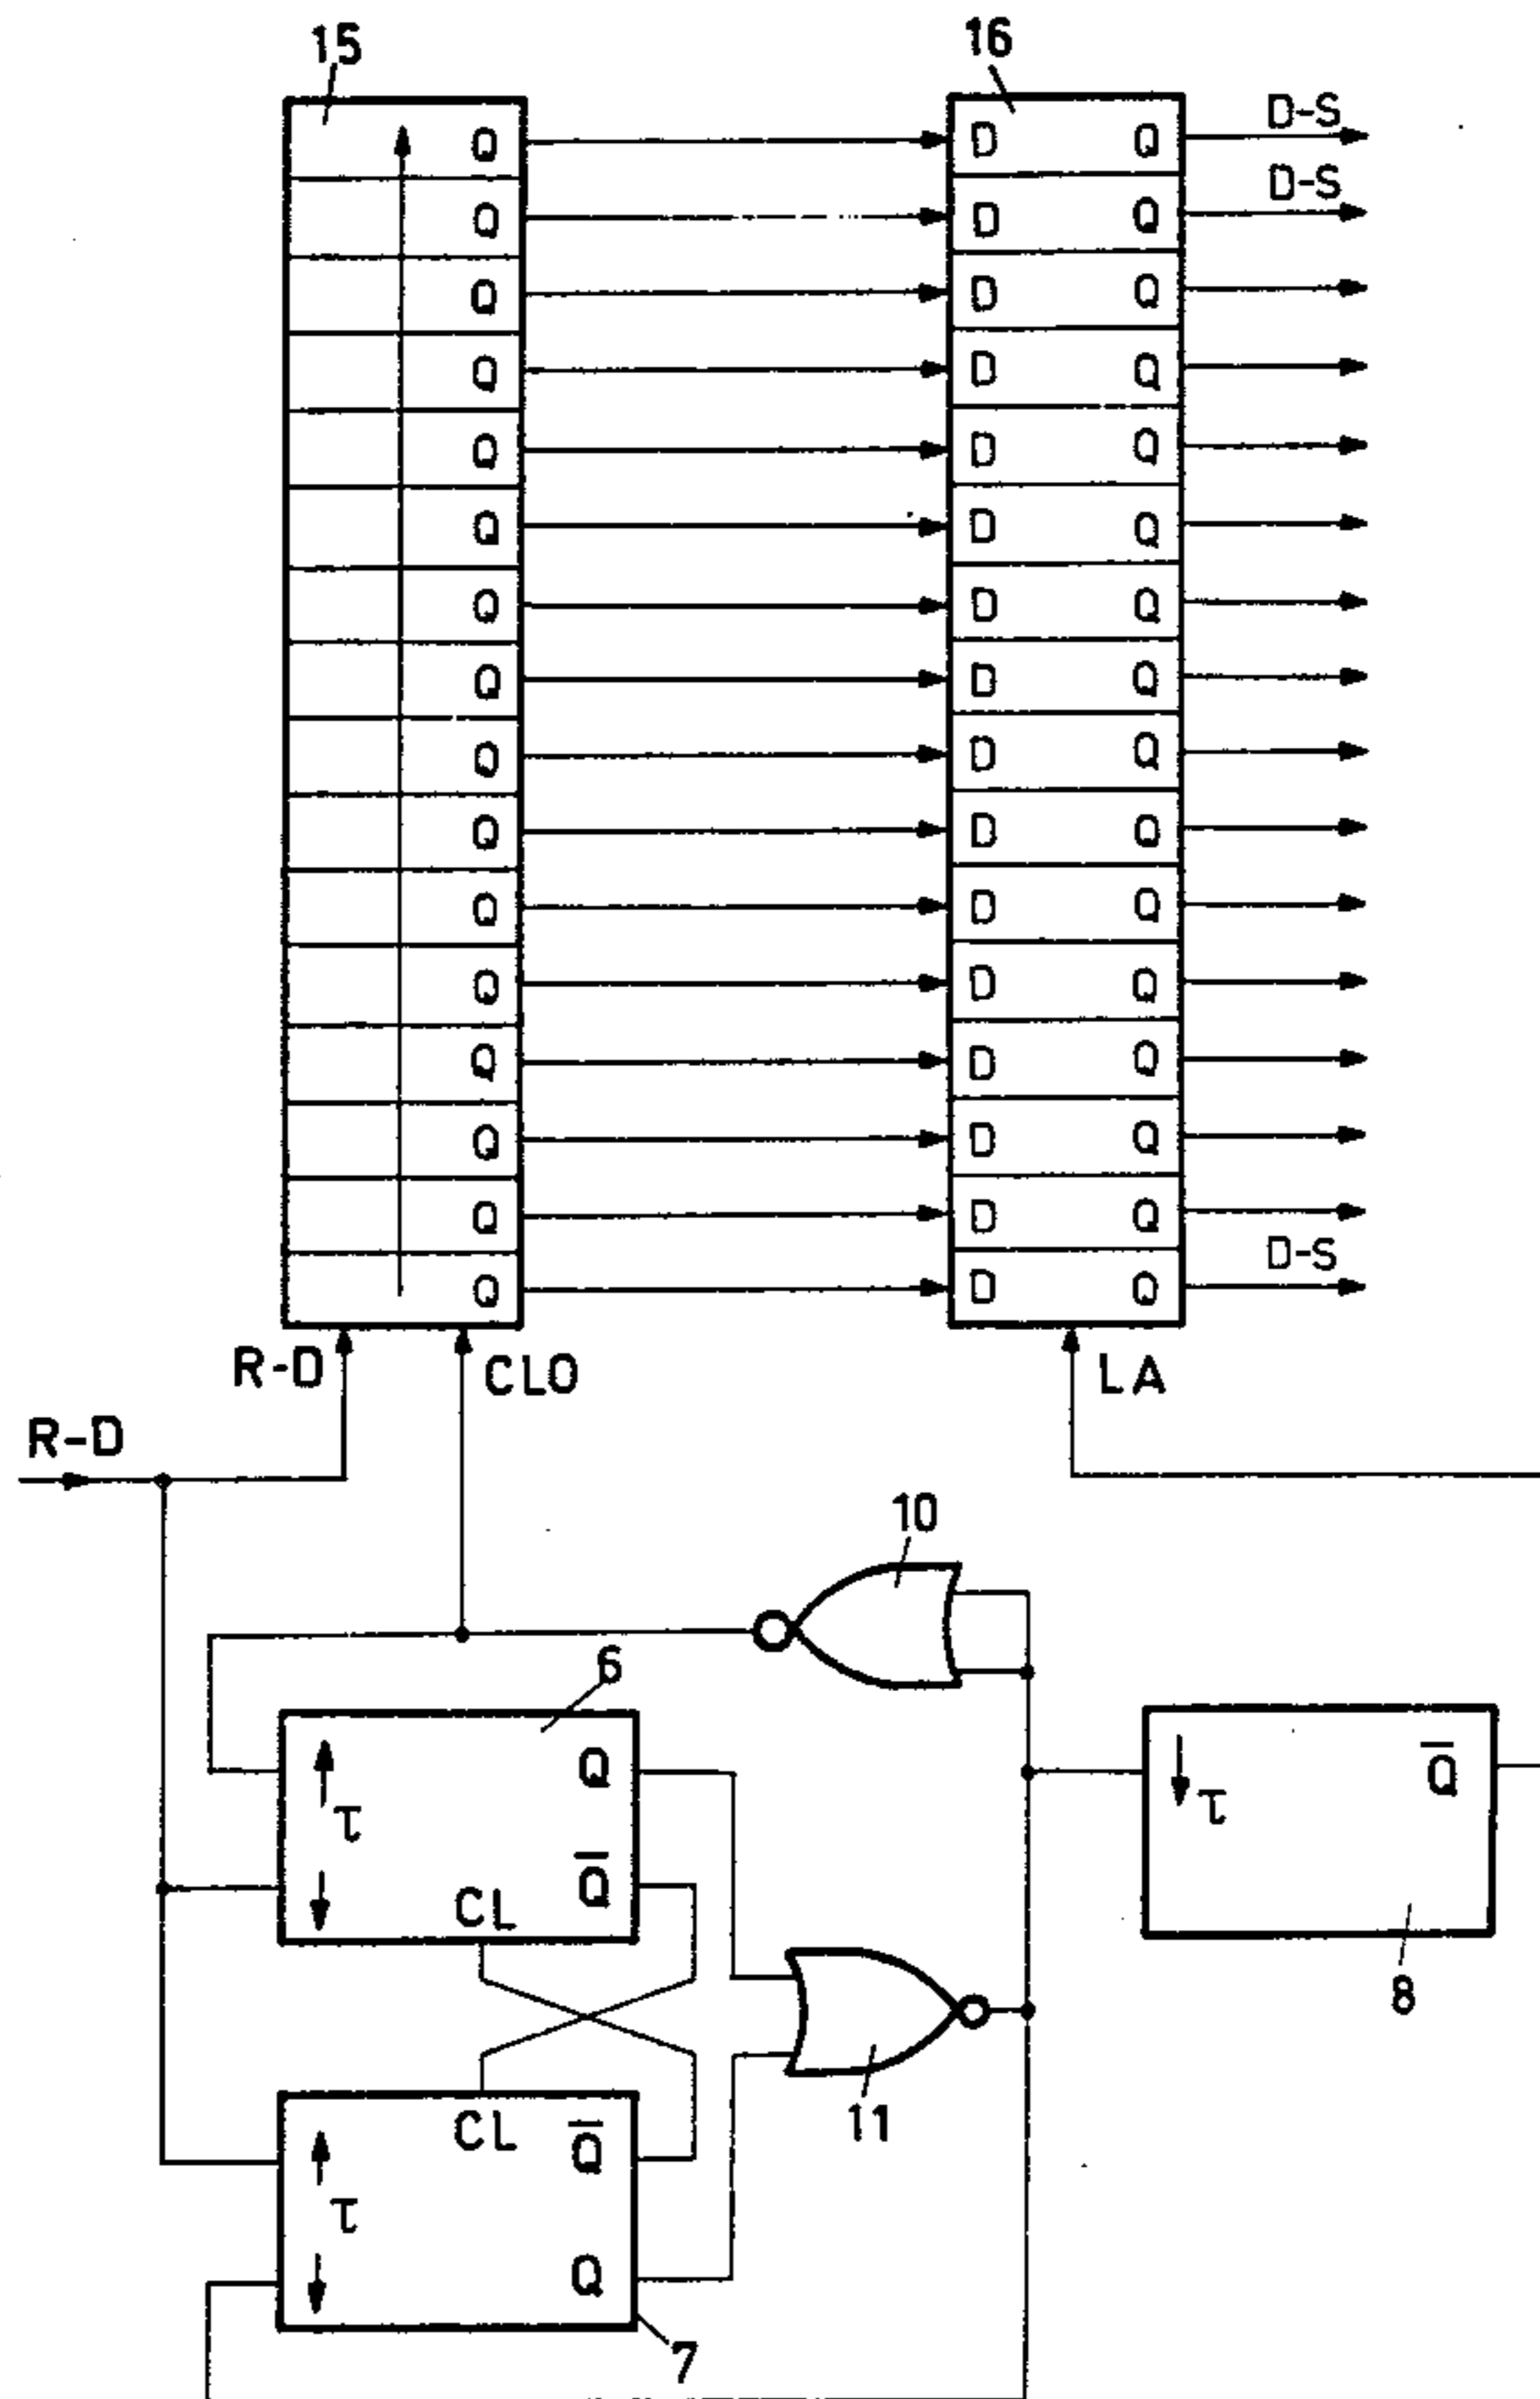 15 16
Q D Q D-S
Q D Q D-S
Q D Q
Q D Q
Q D Q
Q D Q
Q D Q
Q D Q
Q D Q
Q D Q
Q D Q
Q D Q
Q D Q
Q D Q
Q D Q
Q D Q D-S
R-D CLO LA
R-D
10
6
τ Q
Q̅
CL
τ Q̅
8
11
CL Q̅
τ
Q
7